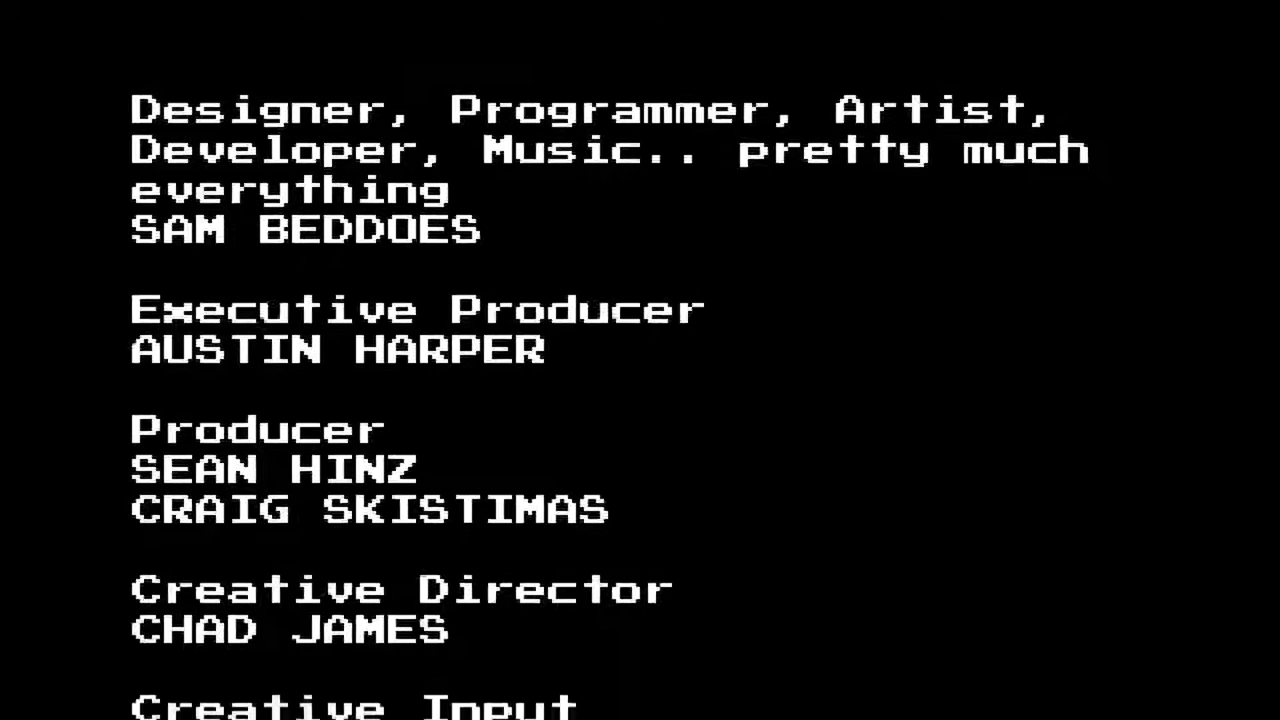 Designer, Programmer, Artist,
Developer, Music.. pretty much
everything
SAM BEDDOES
Executive Producer
AUSTIN HARPER
Producer
SEAN HINZ
CRAIG SKISTIMAS
Creative Director
CHAD JAMES
Creative Input